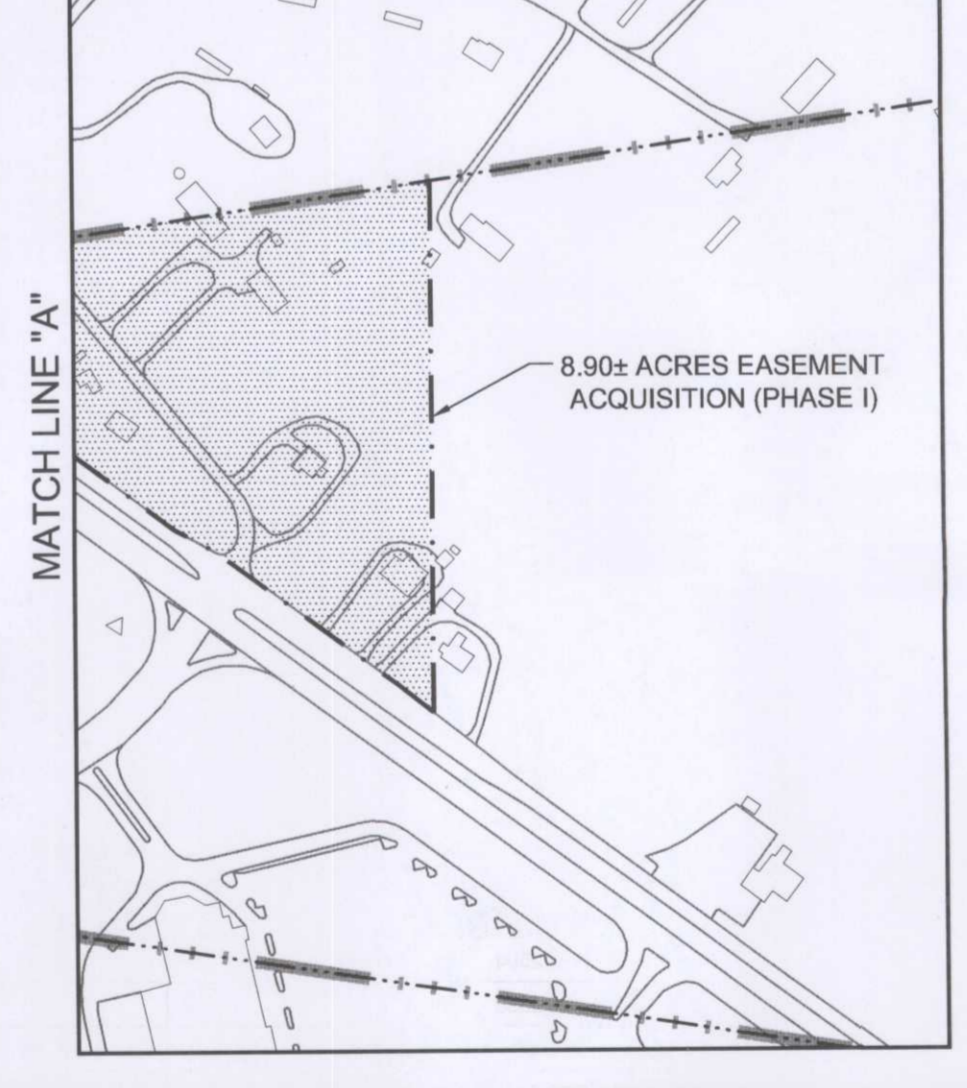 MATCH LINE "A"
8.90± ACRES EASEMENT
ACQUISITION (PHASE I)